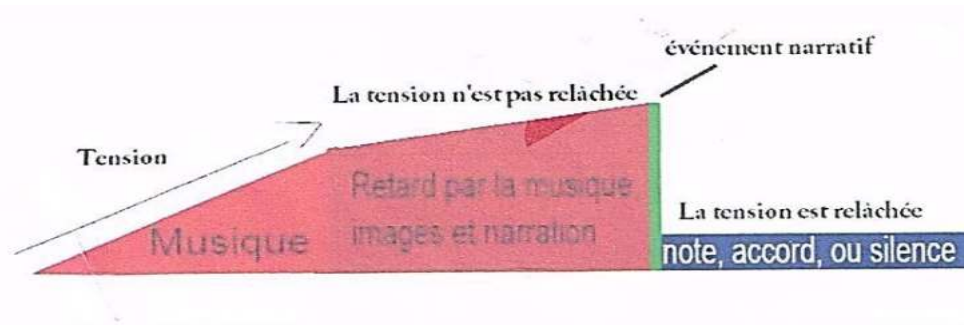 événement narratif
La tension n'est pas relâchée
Tension
Retard par la musique
images et narration
Musique
La tension est relâchée
note, accord, ou silence